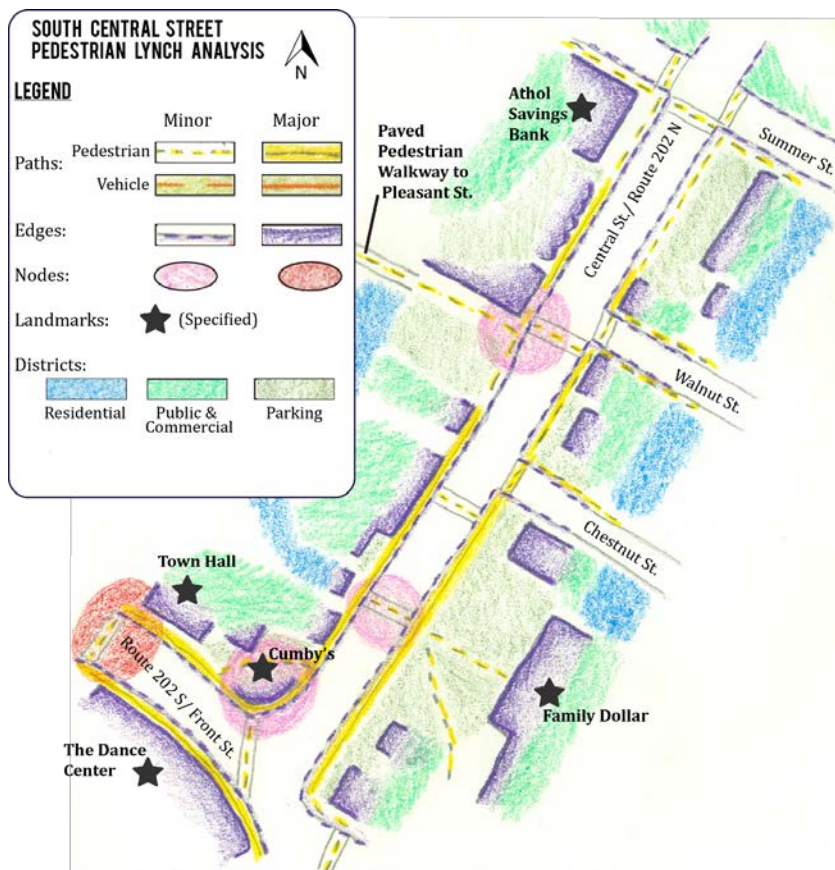 SOUTH CENTRAL STREET
PEDESTRIAN LYNCH ANALYSIS
N
LEGEND
Minor
Major
Paths:
Pedestrian
Vehicle
Edges:
Nodes:
Landmarks:
(Specified)
Districts:
Residential
Public &
Commercial
Parking
Athol
Savings
Bank
Paved
Pedestrian
Walkway to
Pleasant St.
Summer St.
Central St./ Route 202 N
Walnut St.
Chestnut St.
Town Hall
Cumby's
Route 202 S/ Front St.
Family Dollar
The Dance
Center